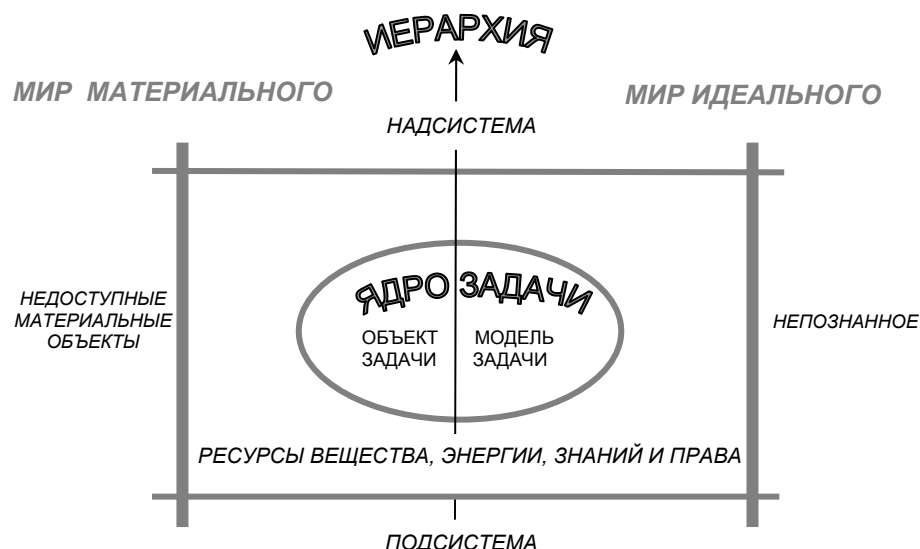 ИЕРАРХИЯ
МИР МАТЕРИАЛЬНОГО
МИР ИДЕАЛЬНОГО
НАДСИСТЕМА
НЕДОСТУПНЫЕ
МАТЕРИАЛЬНЫЕ
ОБЪЕКТЫ
ЯДРО ЗАДАЧИ
ОБЪЕКТ
ЗАДАЧИ
МОДЕЛЬ
ЗАДАЧИ
НЕПОЗНАННОЕ
РЕСУРСЫ ВЕЩЕСТВА, ЭНЕРГИИ, ЗНАНИЙ И ПРАВА
ПОДСИСТЕМА